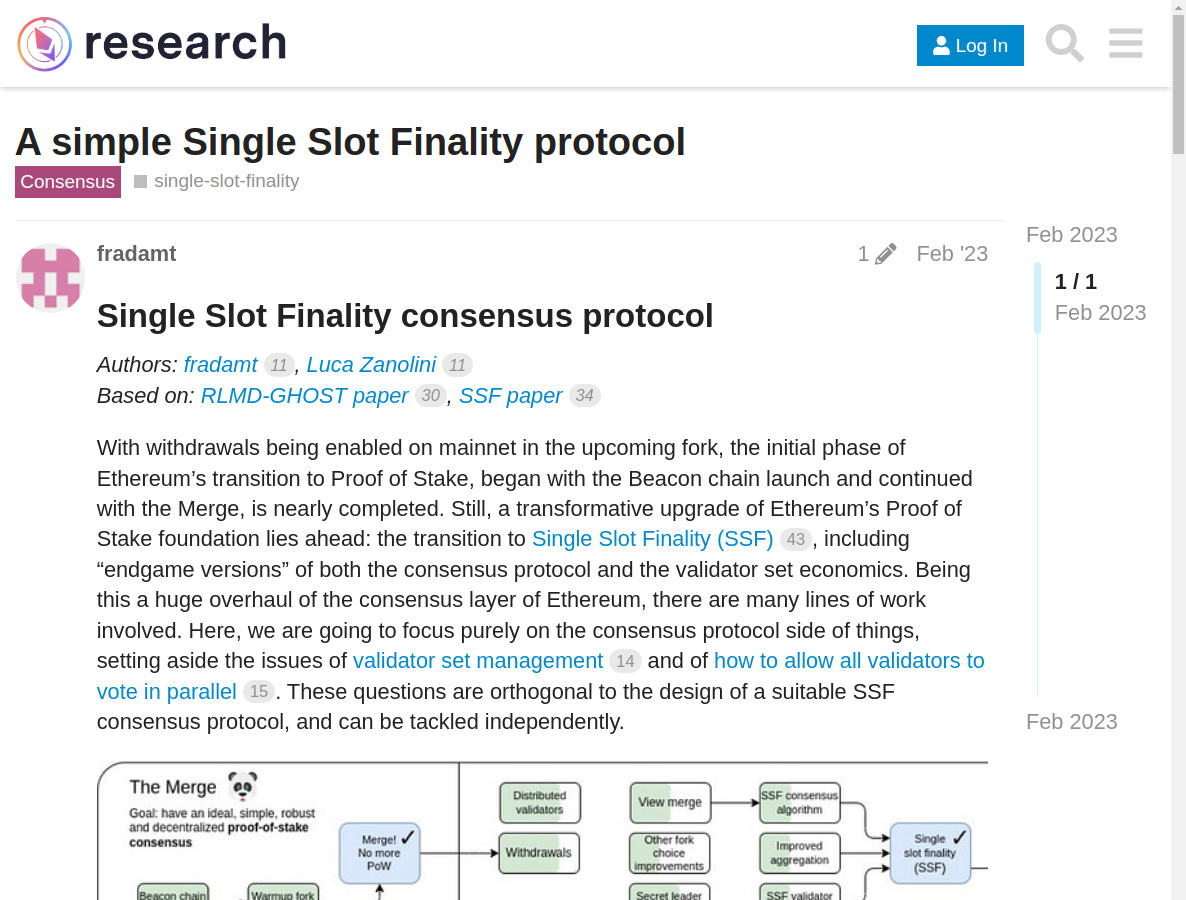 research
Log In
A simple Single Slot Finality protocol
Consensus
single-slot-finality
fradamt
1
Feb '23
Feb 2023
1 / 1
Feb 2023
Single Slot Finality consensus protocol
Authors: fradamt 11, Luca Zanolini 11
Based on: RLMD-GHOST paper 30, SSF paper 34
With withdrawals being enabled on mainnet in the upcoming fork, the initial phase of
Ethereum’s transition to Proof of Stake, began with the Beacon chain launch and continued
with the Merge, is nearly completed. Still, a transformative upgrade of Ethereum’s Proof of
Stake foundation lies ahead: the transition to Single Slot Finality (SSF) 43, including
“endgame versions” of both the consensus protocol and the validator set economics. Being
this a huge overhaul of the consensus layer of Ethereum, there are many lines of work
involved. Here, we are going to focus purely on the consensus protocol side of things,
setting aside the issues of validator set management 14 and of how to allow all validators to
vote in parallel 15. These questions are orthogonal to the design of a suitable SSF
consensus protocol, and can be tackled independently.
Feb 2023
The Merge
Goal: have an ideal, simple, robust
and decentralized proof-of-stake
consensus
Merge!
No more
PoW
Distributed
validators
Withdrawals
View merge
Other fork
choice
improvements
SSF consensus
algorithm
Improved
aggregation
Single
slot finality
(SSF)
Beacon chain
Warmup fork
Secret leader
SSF validator